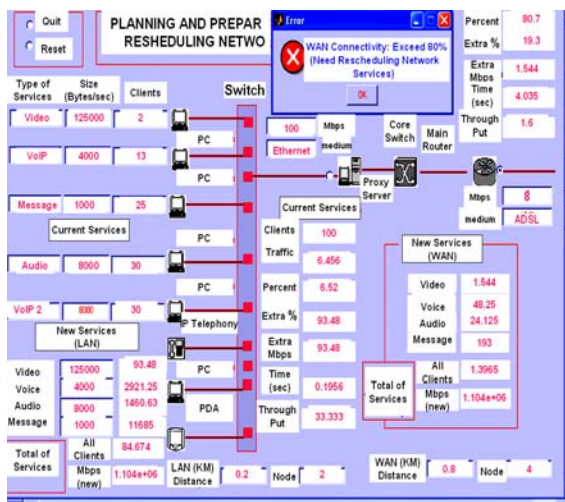 Quit
Reset
PLANNING AND PREPAR
RESHEDULING NETWO
Error
WAN Connectivity: Exceed 80%
(Need Rescheduling Network
Services)
OK
Percent 80.7
Extra % 19.3
Extra Mbps 1.544
Time (sec) 4.035
Through Put 1.6
Type of Services
Size (Bytes/sec)
Clients
Switch
Video 125000 2
PC
VoIP 4000 13
PC
Message 1000 25
Current Services
PC
Audio 8000 30
PC
VoIP 2 8000 30
IP Telephony
100 Mbps
Ethernet medium
Core Switch
Main Router
Proxy Server
Mbps 8
medium ADSL
Current Services
Clients 100
Traffic 6.456
Percent 6.52
Extra % 93.48
Extra Mbps 93.48
Time (sec) 0.1956
Through Put 33.333
New Services (WAN)
Video 1.544
Voice 48.25
Audio 24.125
Message 193
Total of Services
All Clients 1.3965
Mbps (new) 1.104e+06
New Services (LAN)
Video 125000 93.48
Voice 4000 2921.25
Audio 8000 1460.63
Message 1000 11685
PC
PDA
Total of Services
All Clients 84.674
Mbps (new) 1.104e+06
LAN (KM) Distance 0.2 Node 2
WAN (KM) Distance 0.8 Node 4